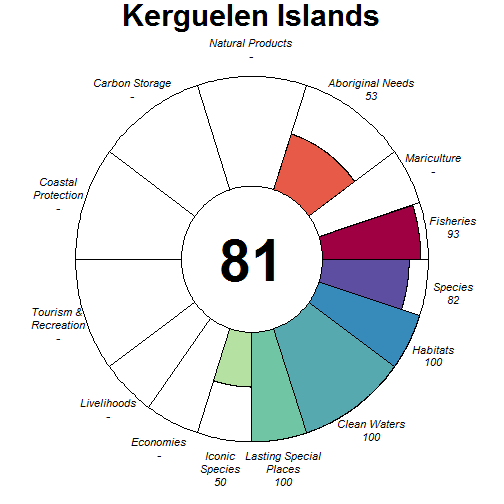 Kerguelen Islands
Natural Products
-
Carbon Storage
-
Aboriginal Needs
53
Mariculture
-
Coastal
Protection
-
Fisheries
93
81
Species
82
Tourism &
Recreation
-
Habitats
100
Livelihoods
-
Clean Waters
100
Economies
-
Iconic
Species
50
Lasting Special
Places
100